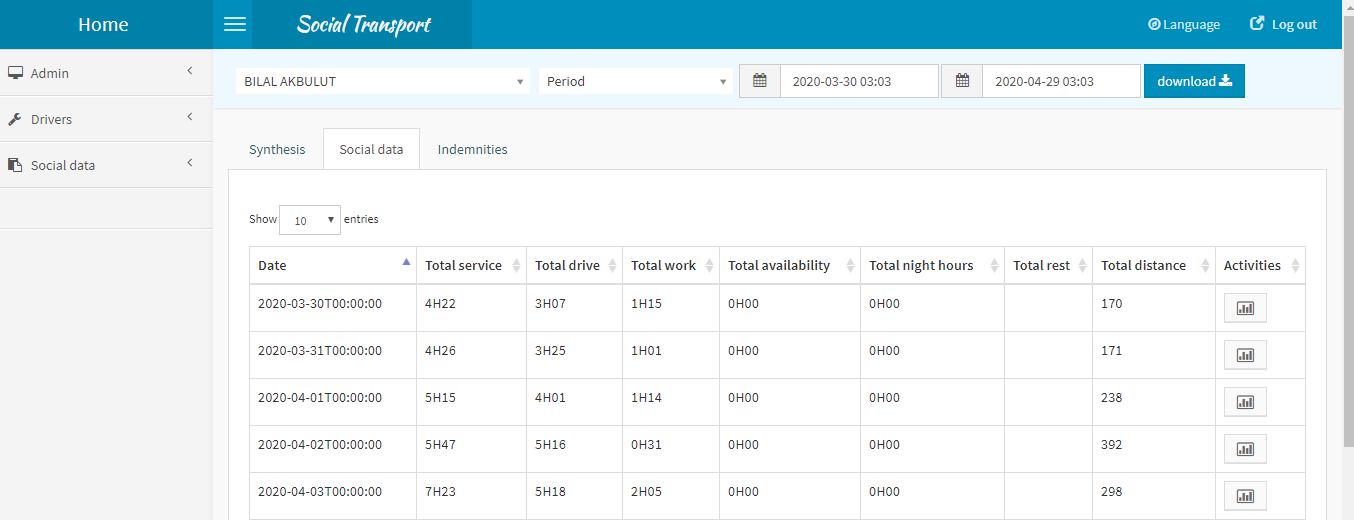 Home
Social Transport
Language
Log out
Admin
Drivers
Social data
BILAL AKBULUT
Period
2020-03-30 03:03
2020-04-29 03:03
download
Synthesis Social data Indemnities
Show 10 entries
Date Total service Total drive Total work Total availability Total night hours Total rest Total distance Activities
2020-03-30T00:00:00 4H22 3H07 1H15 0H00 0H00 170
2020-03-31T00:00:00 4H26 3H25 1H01 0H00 0H00 171
2020-04-01T00:00:00 5H15 4H01 1H14 0H00 0H00 238
2020-04-02T00:00:00 5H47 5H16 0H31 0H00 0H00 392
2020-04-03T00:00:00 7H23 5H18 2H05 0H00 0H00 298